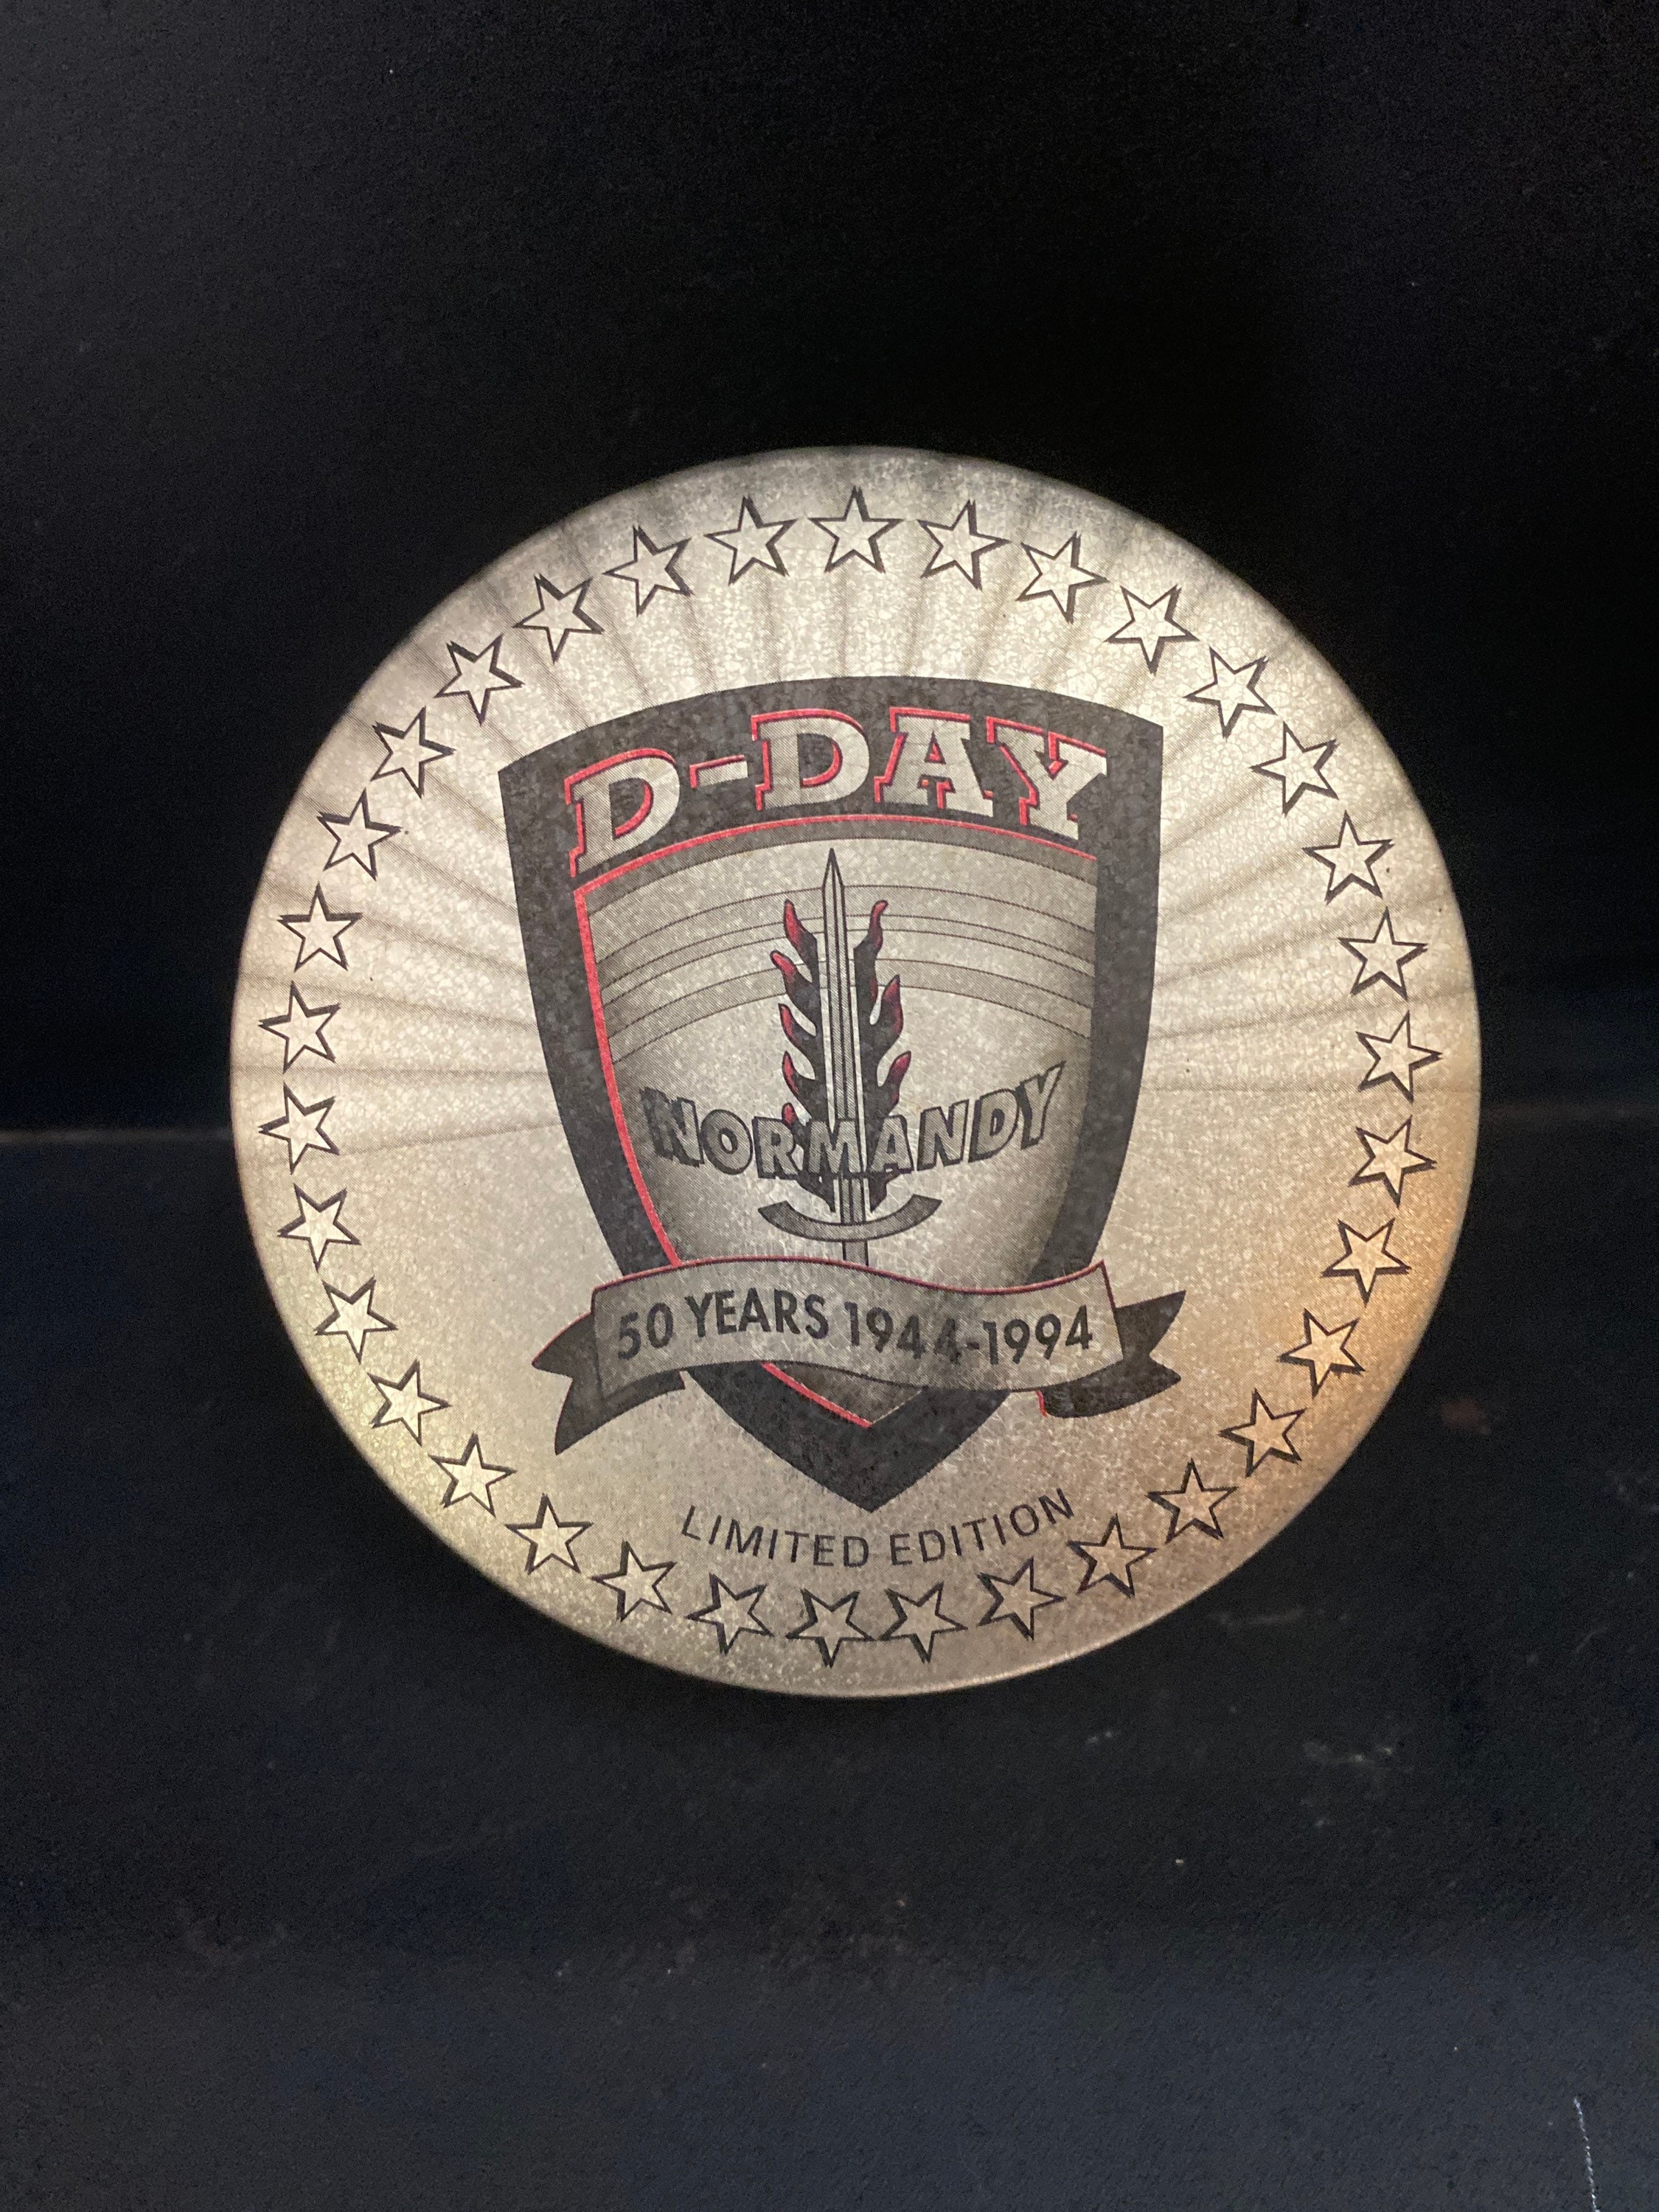 D-DAY
NORMANDY
50 YEARS 1944-1994
LIMITED EDITION